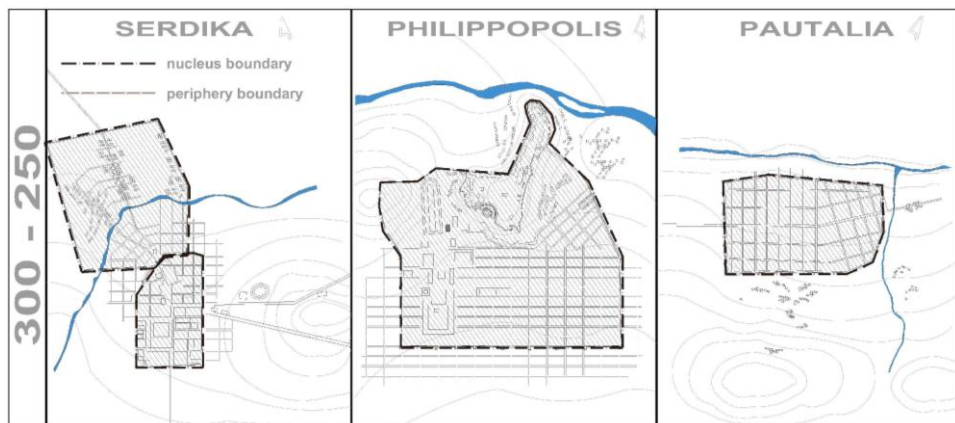 SERDIKA
PHILIPPOPOLIS
PAUTALIA
nucleus boundary
periphery boundary
300 - 250